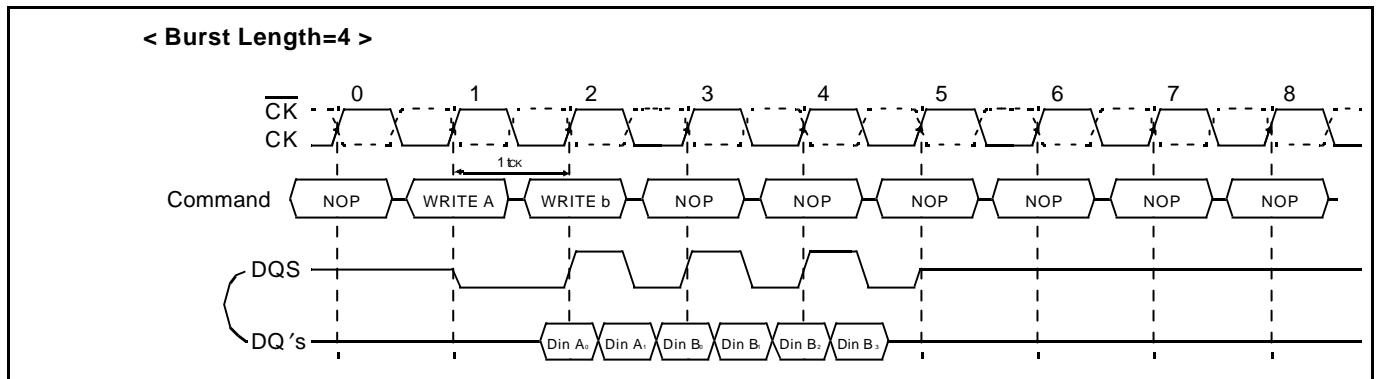 < Burst Length=4 >
0 1 2 3 4 5 6 7 8
CK
CK
1 tCK
Command NOP WRITE A WRITE b NOP NOP NOP NOP NOP NOP
DQS
DQ's Din A₀ Din A₁ Din B₀ Din B₁ Din B₂ Din B₃